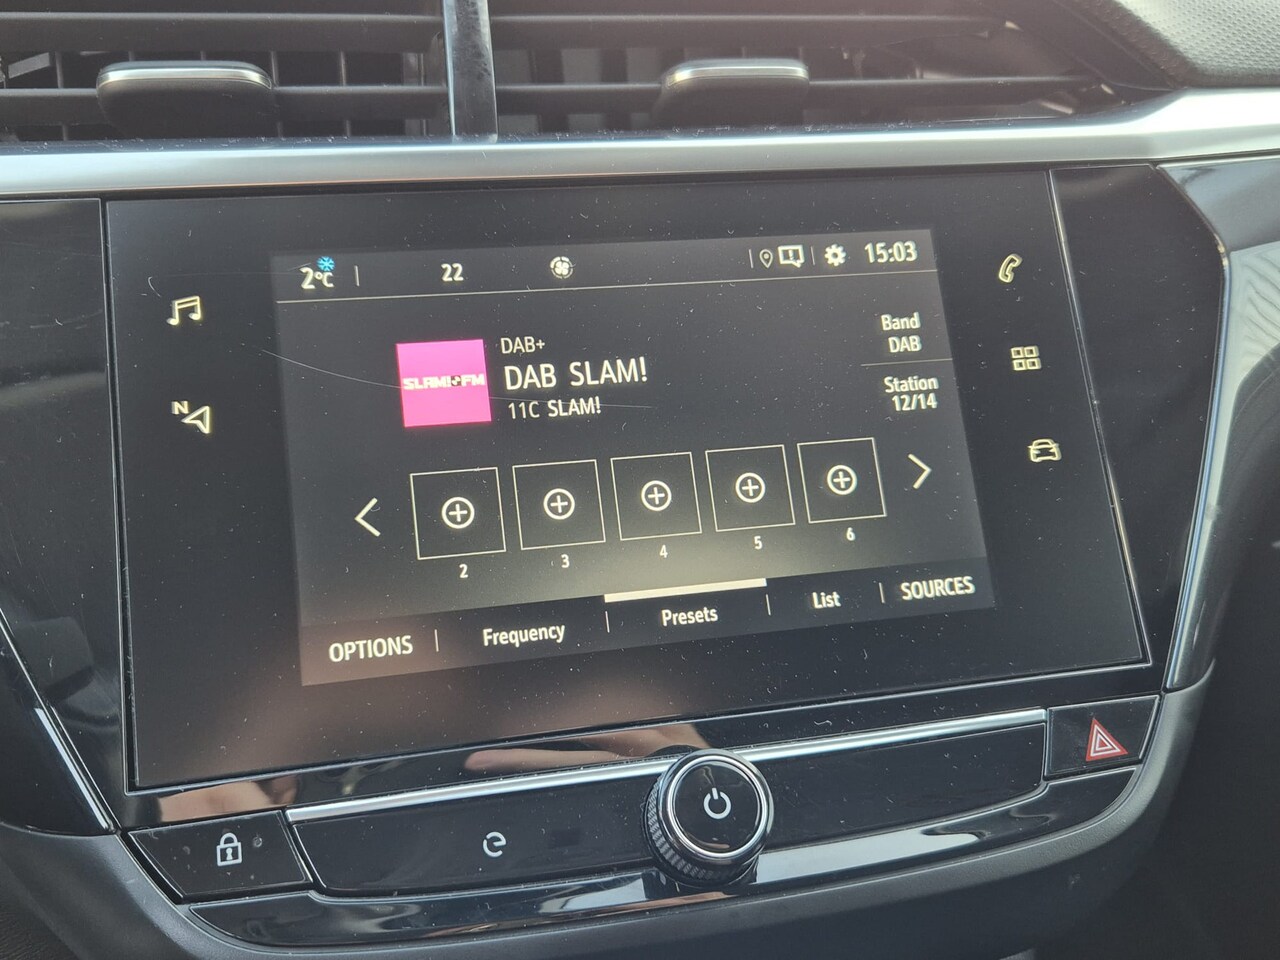 2°C
22
15:03
N
SLAM!FM
DAB+
DAB SLAM!
11C SLAM!
Band
DAB
Station
12/14
2
3
4
5
6
OPTIONS
Frequency
Presets
List
SOURCES